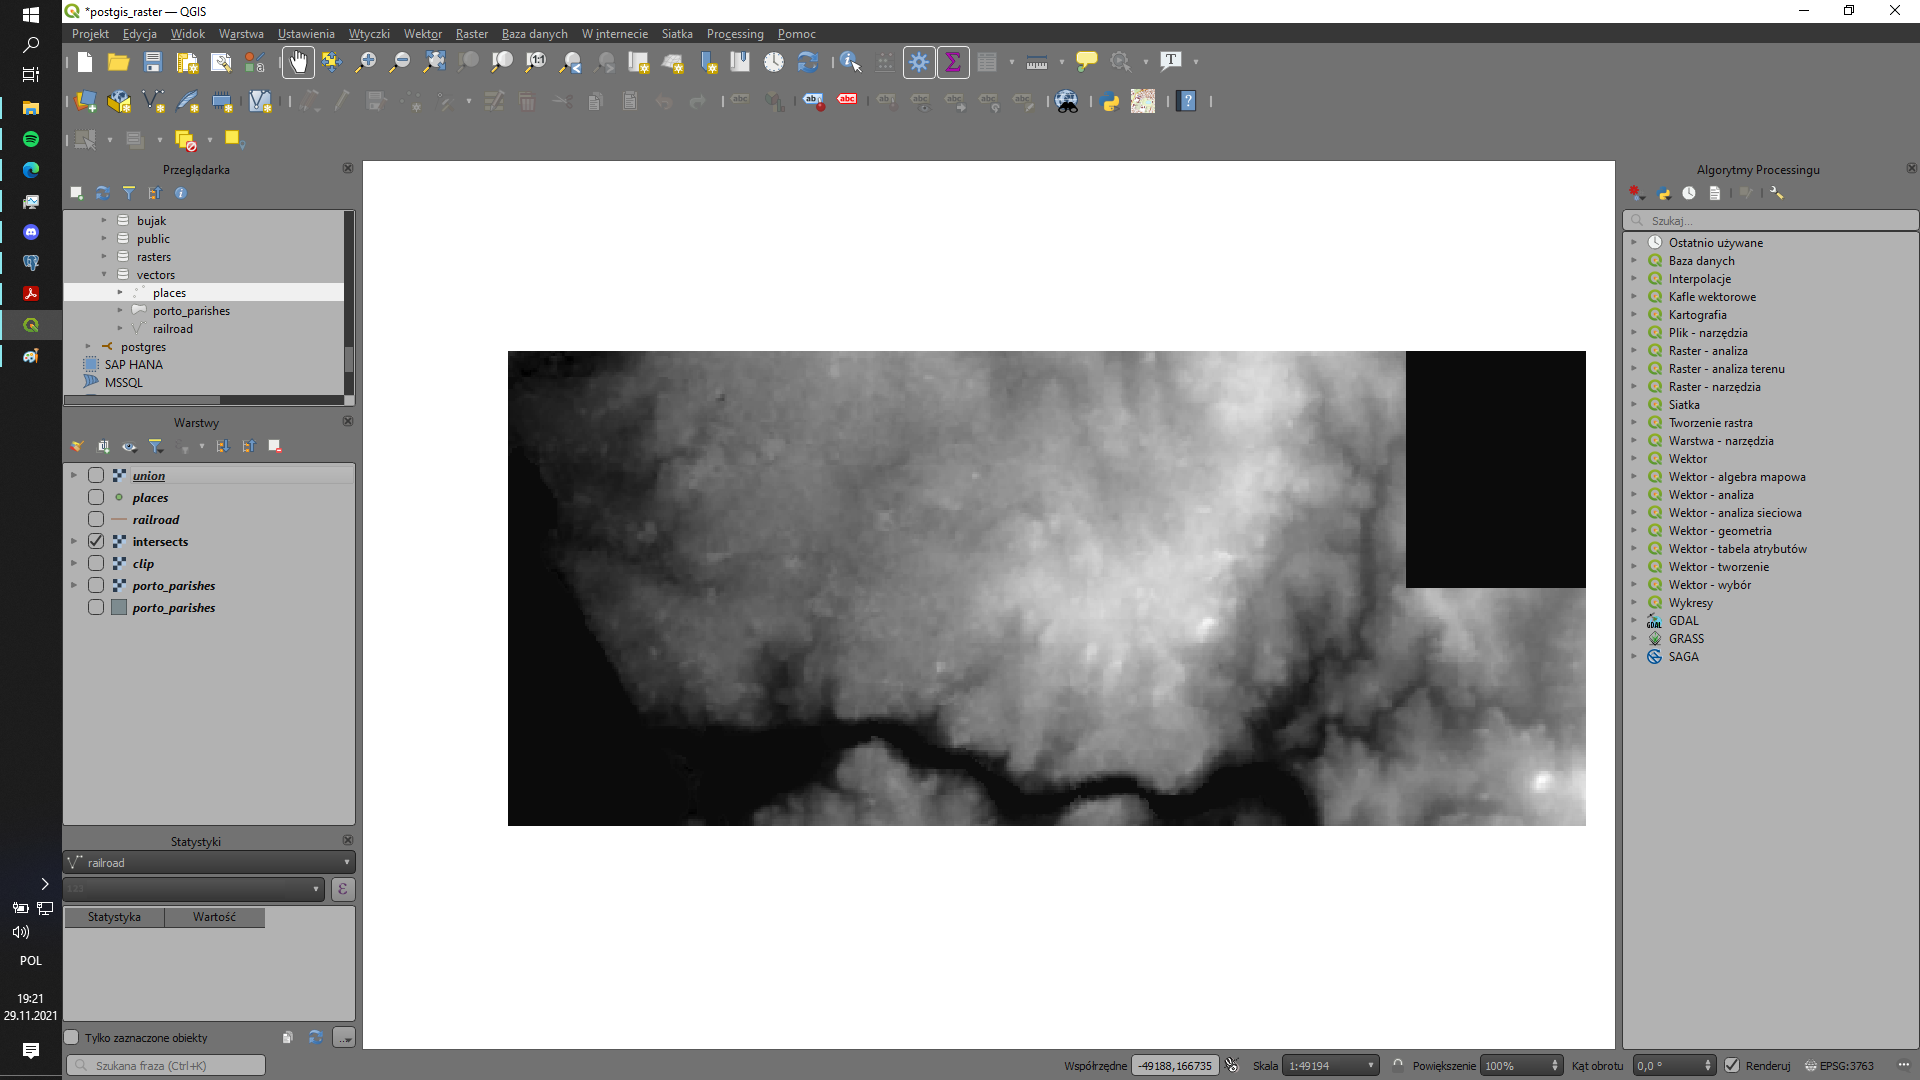 *postgis_raster — QGIS
Projekt Edycja Widok Warstwa Ustawienia Wtyczki Wektor Raster Baza danych W internecie Siatka Processing Pomoc
Przeglądarka
bujak
public
rasters
vectors
places
porto_parishes
railroad
postgres
SAP HANA
MSSQL
Warstwy
union
places
railroad
intersects
clip
porto_parishes
porto_parishes
Statystyki
railroad
123
Statystyka Wartość
Tylko zaznaczone obiekty
Szukana fraza (Ctrl+K)
Algorytmy Processingu
Szukaj...
Ostatnio używane
Baza danych
Interpolacje
Kafle wektorowe
Kartografia
Plik - narzędzia
Raster - analiza
Raster - analiza terenu
Raster - narzędzia
Siatka
Tworzenie rastra
Warstwa - narzędzia
Wektor
Wektor - algebra mapowa
Wektor - analiza
Wektor - analiza sieciowa
Wektor - geometria
Wektor - tabela atrybutów
Wektor - tworzenie
Wektor - wybór
Wykresy
GDAL
GRASS
SAGA
Współrzędne -49188,166735 Skala 1:49194 Powiększenie 100% Kąt obrotu 0,0 ° Renderuj EPSG:3763
POL
19:21
29.11.2021